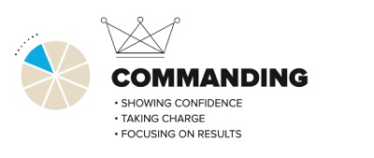 COMMANDING
• SHOWING CONFIDENCE
• TAKING CHARGE
• FOCUSING ON RESULTS